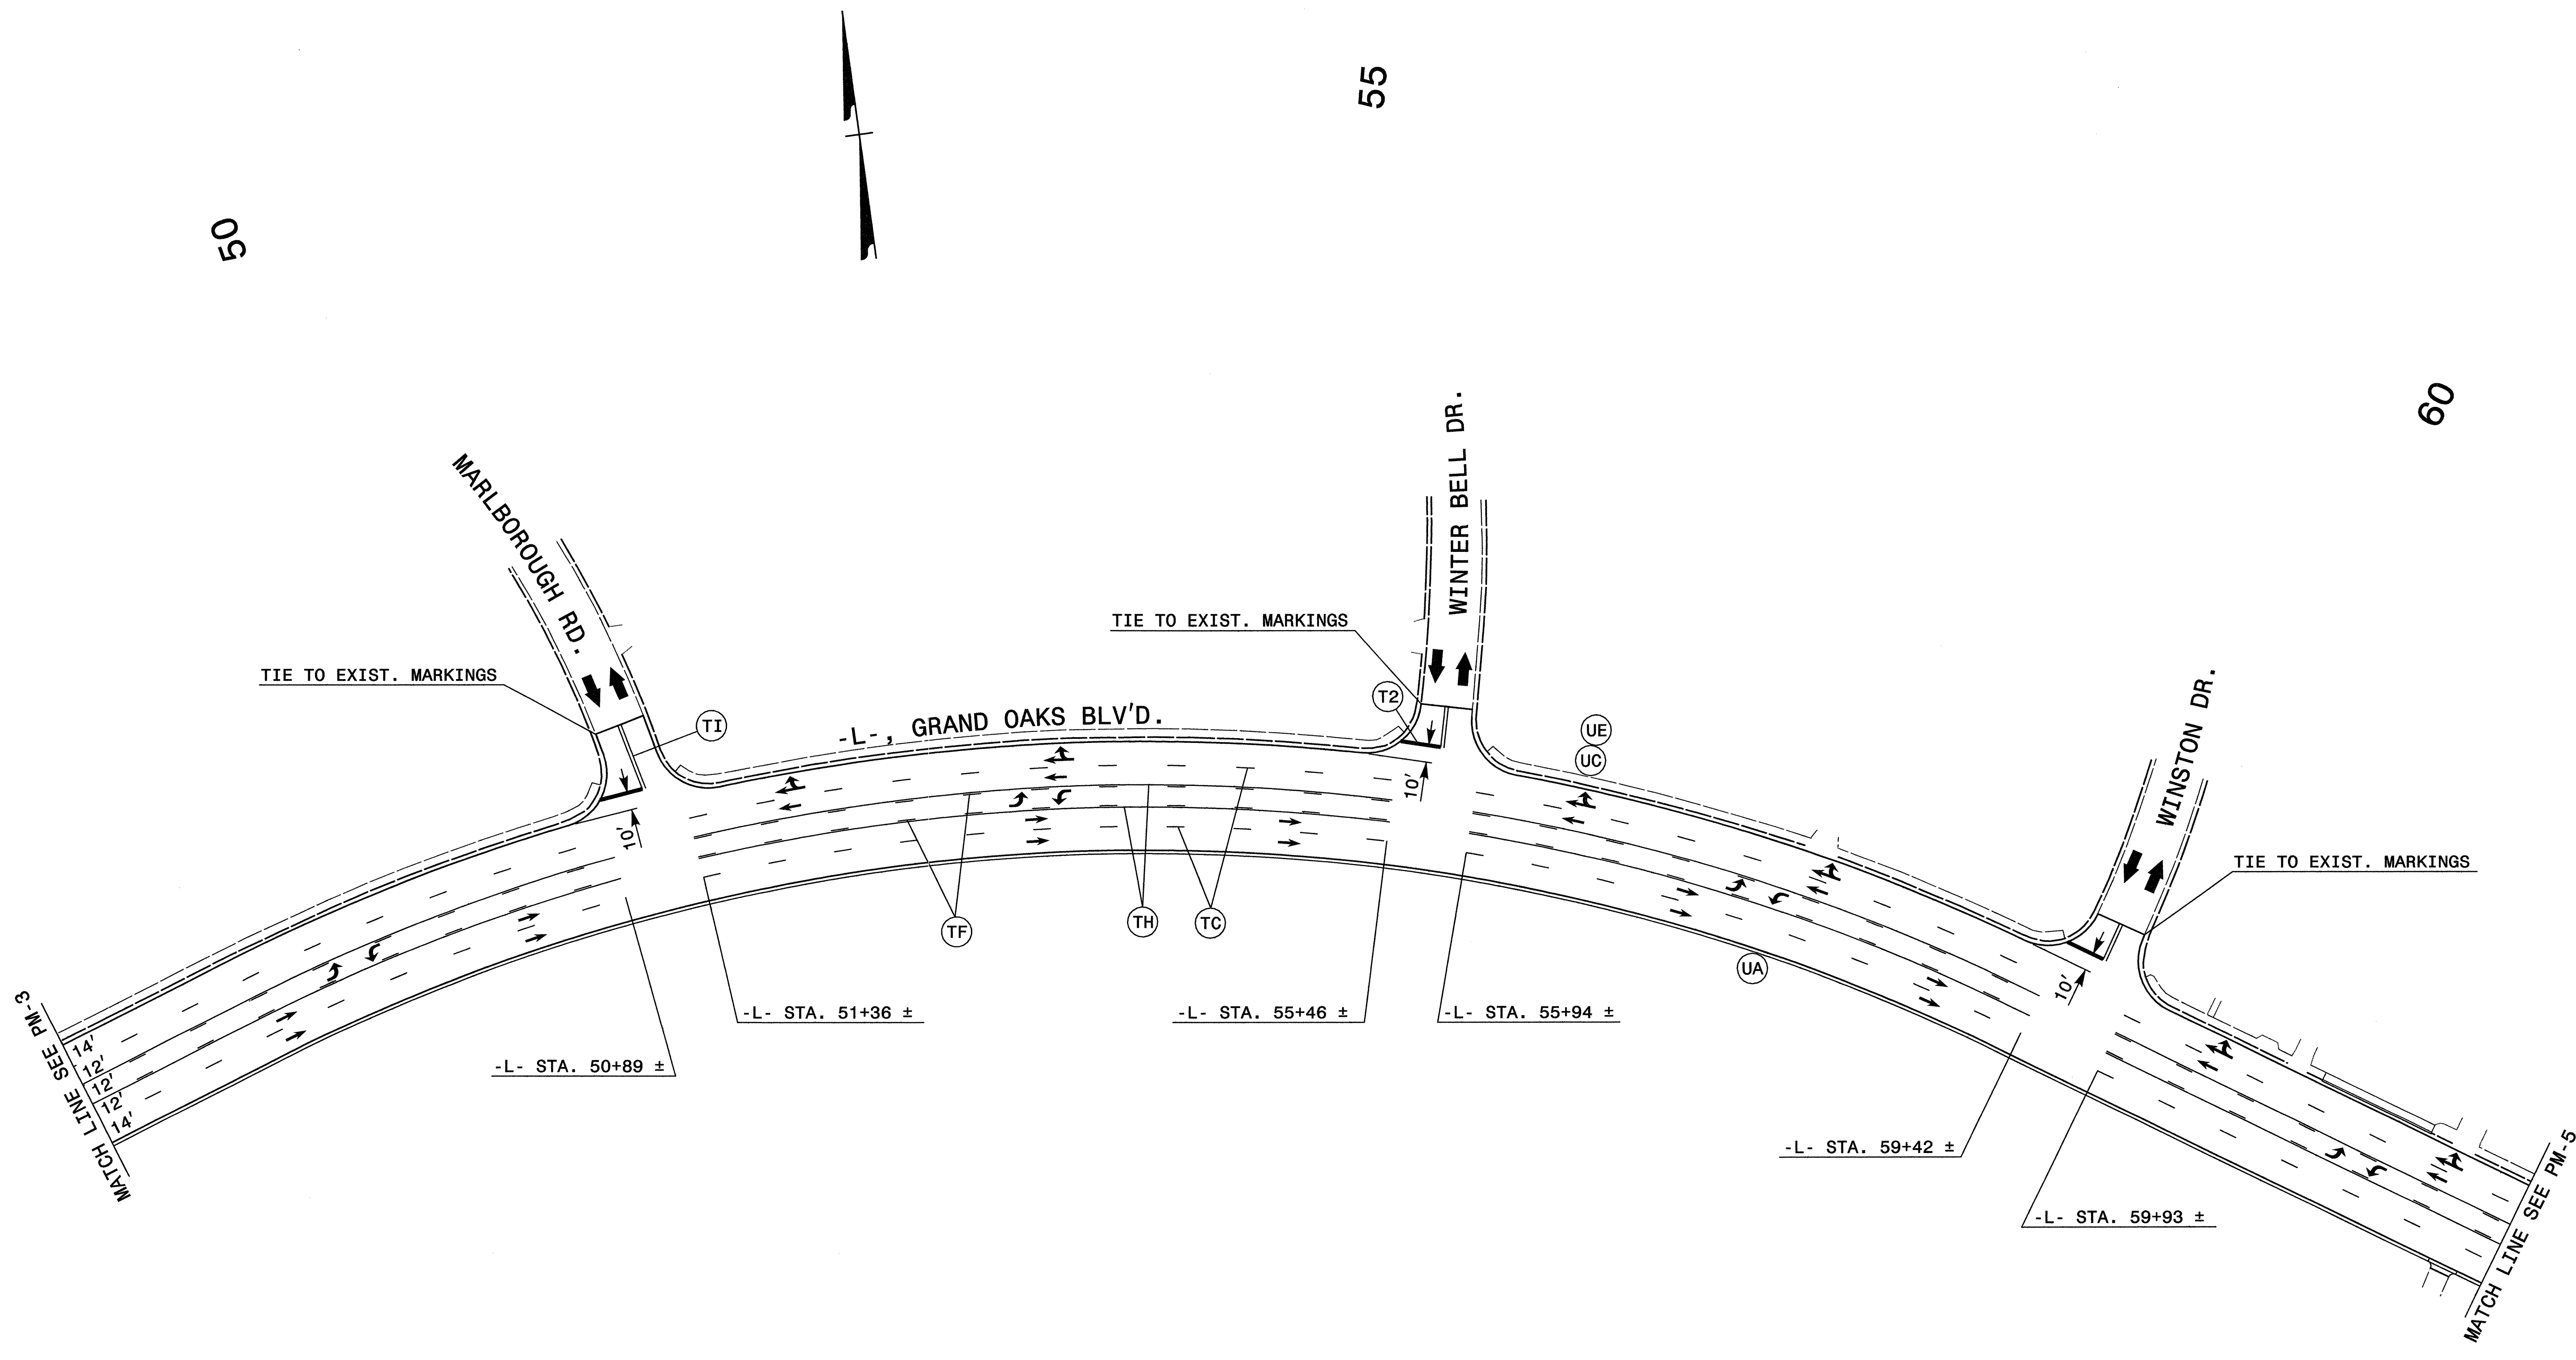 55
50
60
MARLBOROUGH RD.
WINTER BELL DR.
WINSTON DR.
TIE TO EXIST. MARKINGS
TIE TO EXIST. MARKINGS
TIE TO EXIST. MARKINGS
TI
T2
-L-, GRAND OAKS BLV'D.
UE
UC
10'
10'
10'
TF
TH
TC
UA
-L- STA. 51+36 ±
-L- STA. 55+46 ±
-L- STA. 55+94 ±
-L- STA. 50+89 ±
-L- STA. 59+42 ±
-L- STA. 59+93 ±
14'
12'
12'
12'
14'
MATCH LINE SEE PM-3
MATCH LINE SEE PM-5